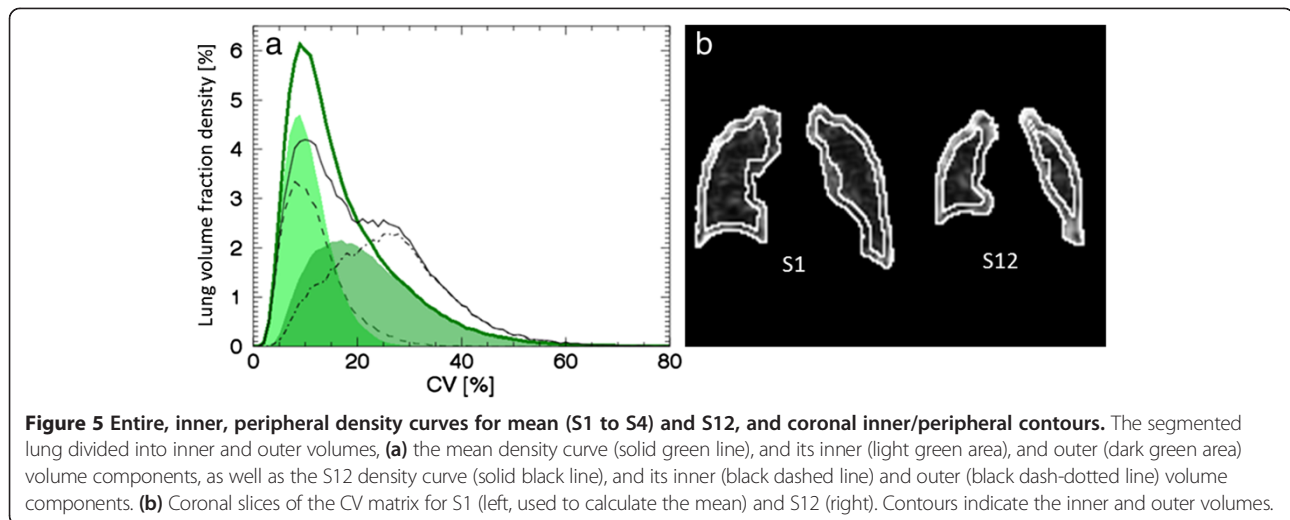 a
Lung volume fraction density [%]
6
5
4
3
2
1
0
0 20 40 60 80
CV [%]
b
S1
S12
Figure 5 Entire, inner, peripheral density curves for mean (S1 to S4) and S12, and coronal inner/peripheral contours. The segmented
lung divided into inner and outer volumes, (a) the mean density curve (solid green line), and its inner (light green area), and outer (dark green area)
volume components, as well as the S12 density curve (solid black line), and its inner (black dashed line) and outer (black dash-dotted line) volume
components. (b) Coronal slices of the CV matrix for S1 (left, used to calculate the mean) and S12 (right). Contours indicate the inner and outer volumes.